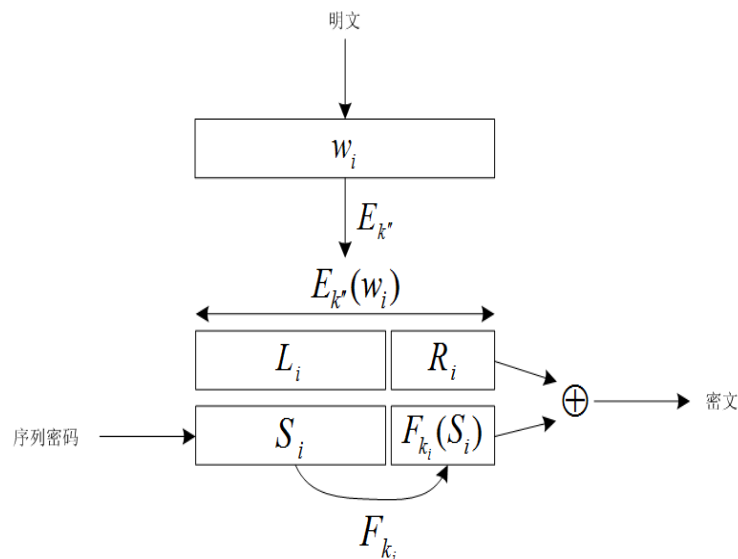 明文
w_i
E_{k''}
E_{k''}(w_i)
L_i R_i
⊕ 密文
序列密码 S_i F_{k_i}(S_i)
F_{k_i}